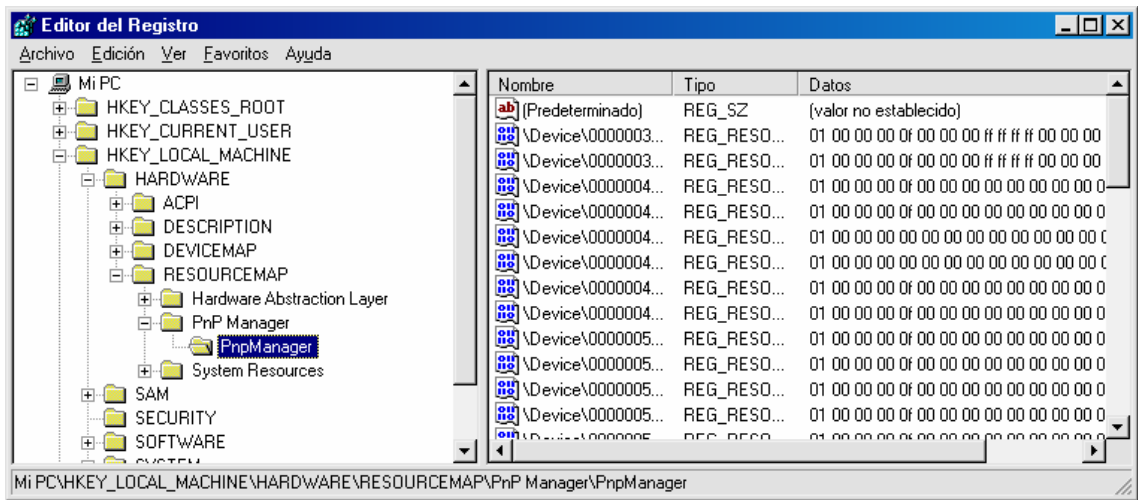 Editor del Registro
Archivo Edición Ver Favoritos Ayuda
Mi PC
HKEY_CLASSES_ROOT
HKEY_CURRENT_USER
HKEY_LOCAL_MACHINE
HARDWARE
ACPI
DESCRIPTION
DEVICEMAP
RESOURCEMAP
Hardware Abstraction Layer
PnP Manager
PnpManager
System Resources
SAM
SECURITY
SOFTWARE
Nombre Tipo Datos
(Predeterminado) REG_SZ (valor no establecido)
\Device\0000003... REG_RESO... 01 00 00 00 0f 00 00 00 ff ff ff ff 00 00 00
\Device\0000003... REG_RESO... 01 00 00 00 0f 00 00 00 ff ff ff ff 00 00 00
\Device\0000004... REG_RESO... 01 00 00 00 0f 00 00 00 00 00 00 00 00 00 0
\Device\0000004... REG_RESO... 01 00 00 00 0f 00 00 00 00 00 00 00 00 00 0
\Device\0000004... REG_RESO... 01 00 00 00 00 00 00 00 00 00 00 00 00 00
\Device\0000004... REG_RESO... 01 00 00 00 00 00 00 00 00 00 00 00 00 00
\Device\0000004... REG_RESO... 01 00 00 00 0f 00 00 00 00 00 00 00 00 00 0
\Device\0000004... REG_RESO... 01 00 00 00 0f 00 00 00 00 00 00 00 00 00 0
\Device\0000005... REG_RESO... 01 00 00 00 0f 00 00 00 00 00 00 00 00 00 0
\Device\0000005... REG_RESO... 01 00 00 00 0f 00 00 00 00 00 00 00 00 00 0
\Device\0000005... REG_RESO... 01 00 00 00 0f 00 00 00 00 00 00 00 00 00 0
\Device\0000005... REG_RESO... 01 00 00 00 0f 00 00 00 00 00 00 00 00 00 0
Mi PC\HKEY_LOCAL_MACHINE\HARDWARE\RESOURCEMAP\PnP Manager\PnpManager